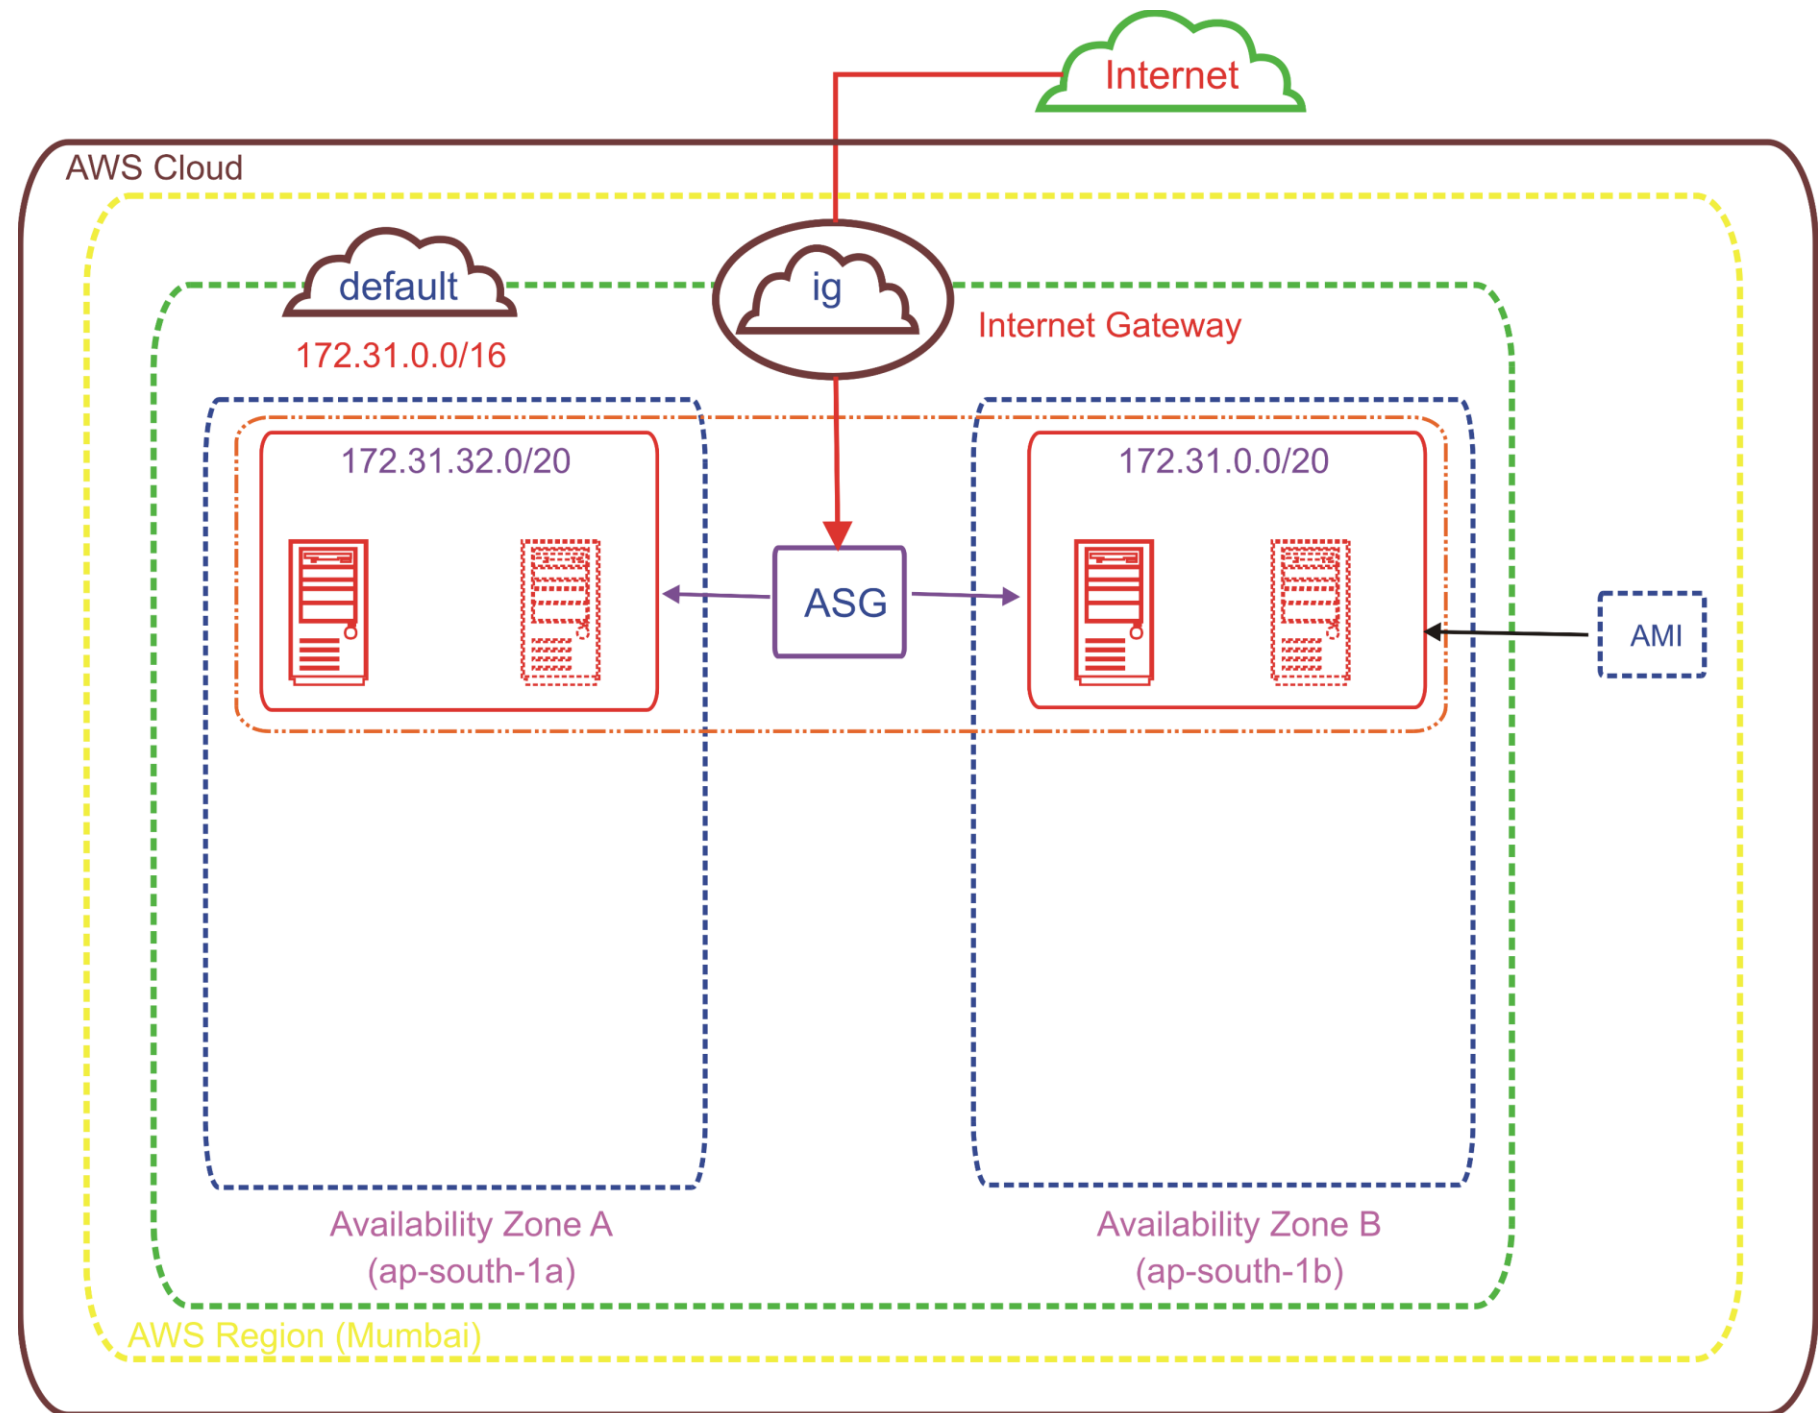 Internet
AWS Cloud
default
ig
172.31.0.0/16
Internet Gateway
172.31.32.0/20
172.31.0.0/20
ASG
AMI
Availability Zone A
(ap-south-1a)
Availability Zone B
(ap-south-1b)
AWS Region (Mumbai)